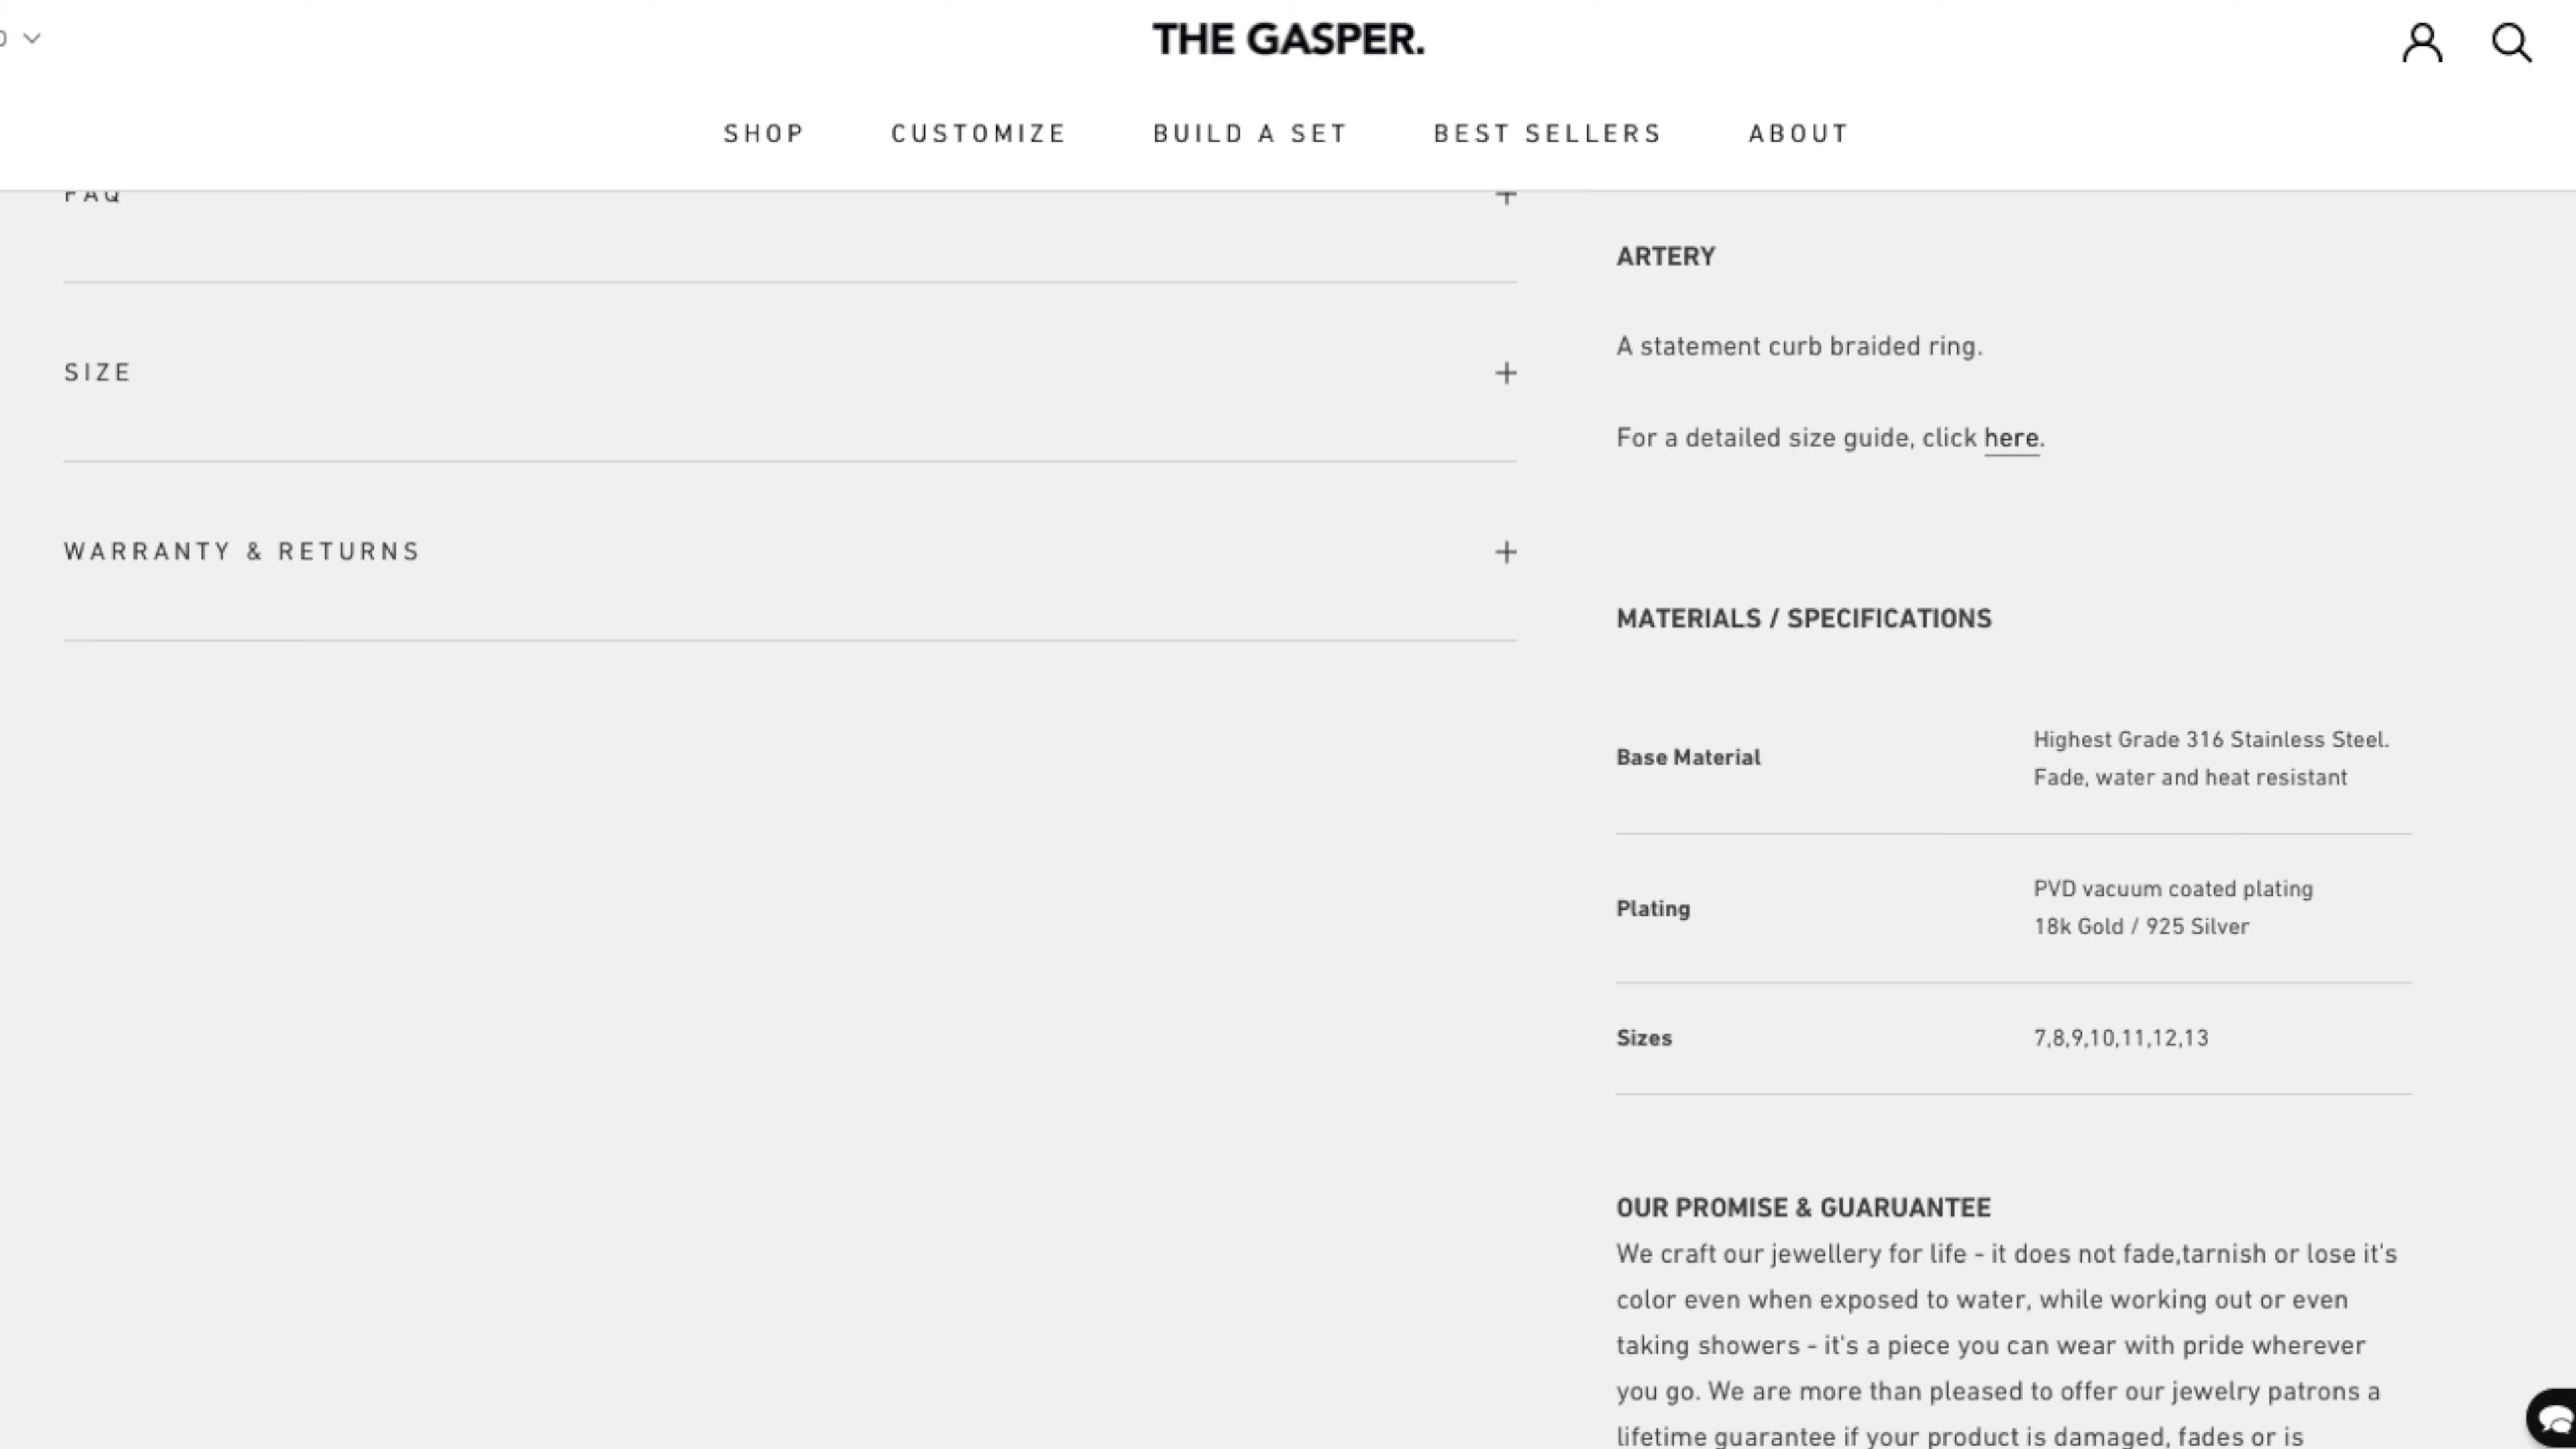 THE GASPER.
SHOP CUSTOMIZE BUILD A SET BEST SELLERS ABOUT
FAQ
SIZE
WARRANTY & RETURNS
ARTERY
A statement curb braided ring.
For a detailed size guide, click here.
MATERIALS / SPECIFICATIONS
Base Material
Highest Grade 316 Stainless Steel.
Fade, water and heat resistant
Plating
PVD vacuum coated plating
18k Gold / 925 Silver
Sizes
7,8,9,10,11,12,13
OUR PROMISE & GUARUANTEE
We craft our jewellery for life - it does not fade,tarnish or lose it's
color even when exposed to water, while working out or even
taking showers - it's a piece you can wear with pride wherever
you go. We are more than pleased to offer our jewelry patrons a
lifetime guarantee if your product is damaged, fades or is